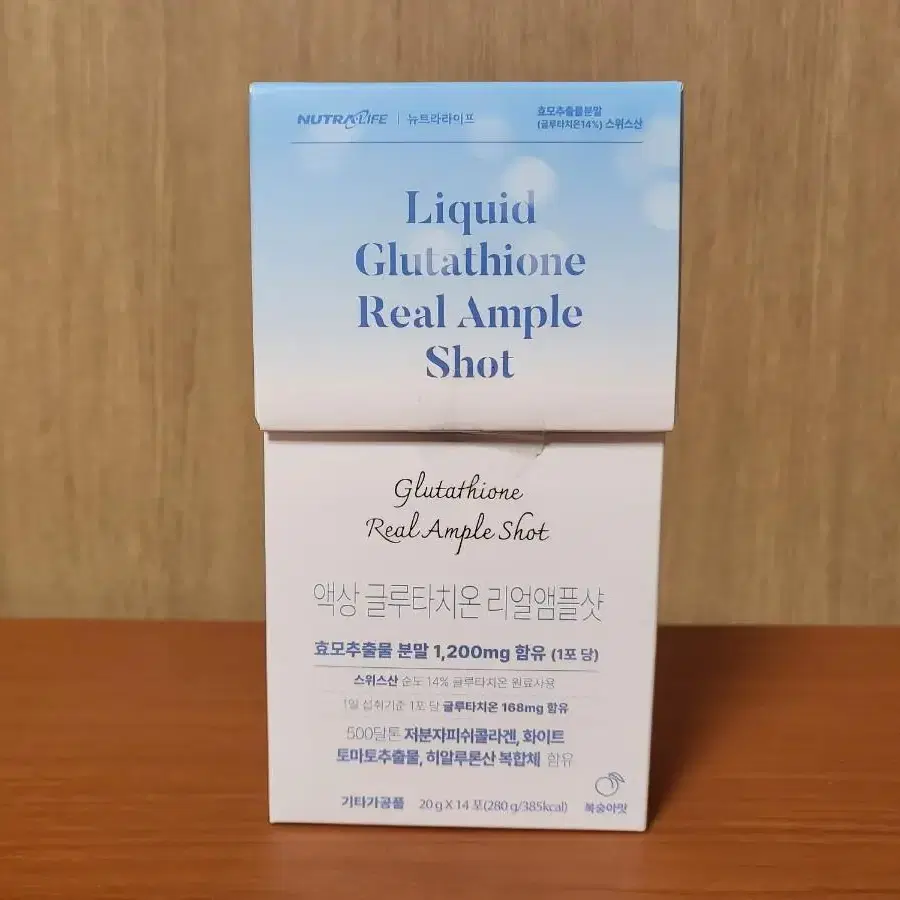 NUTRALIFE | 뉴트라라이프
효모추출물분말
(글루타치온14%) 스위스산
Liquid
Glutathione
Real Ample
Shot
Glutathione
Real Ample Shot
액상 글루타치온 리얼앰플샷
효모추출물 분말 1,200mg 함유 (1포 당)
스위스산 순도 14% 글루타치온 원료사용
1일 섭취기준 1포 당 글루타치온 168mg 함유
500달톤 저분자피쉬콜라겐, 화이트
토마토추출물, 히알루론산 복합체 함유
기타가공품 20 g X 14 포(280 g/385kcal)
복숭아맛